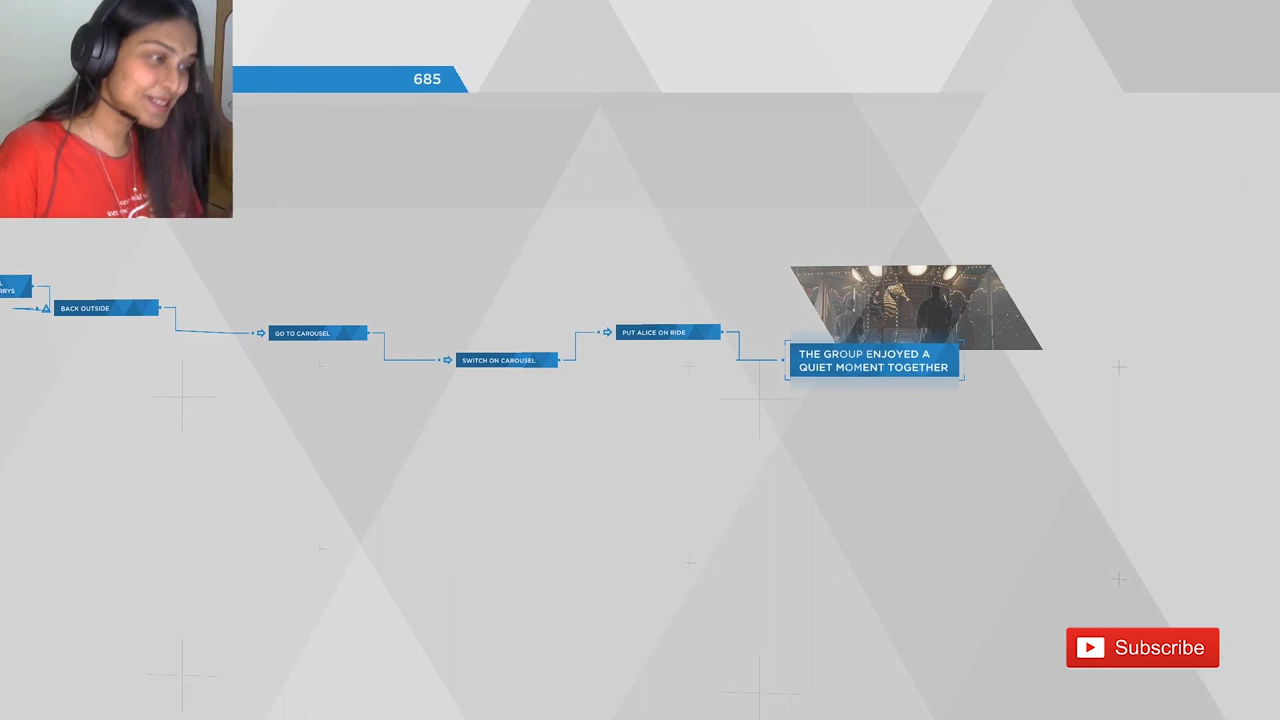 685
L
RRYS
BACK OUTSIDE
GO TO CAROUSEL
SWITCH ON CAROUSEL
PUT ALICE ON RIDE
THE GROUP ENJOYED A
QUIET MOMENT TOGETHER
Subscribe